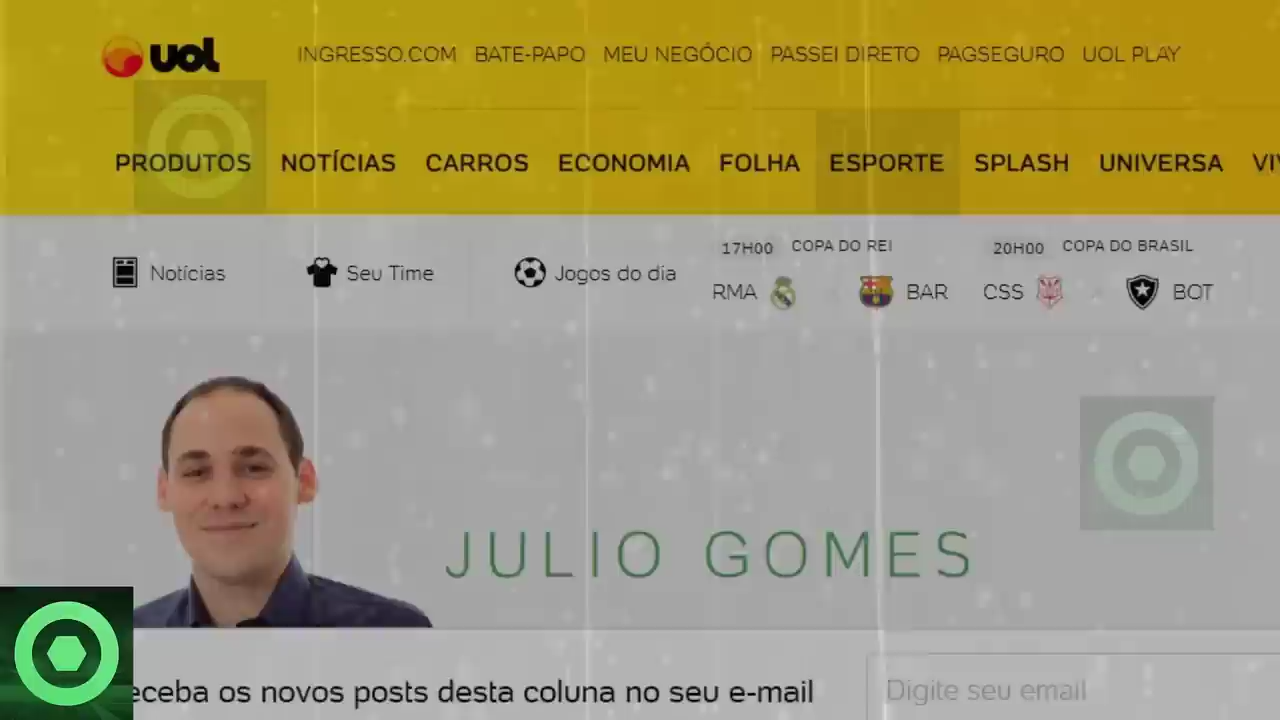 uol INGRESSO.COM BATE-PAPO MEU NEGÓCIO PASSEI DIRETO PAGSEGURO UOL PLAY
PRODUTOS NOTÍCIAS CARROS ECONOMIA FOLHA ESPORTE SPLASH UNIVERSA
17H00 COPA DO REI 20H00 COPA DO BRASIL
Notícias Seu Time Jogos do dia
RMA BAR CSS BOT
JULIO GOMES
eceba os novos posts desta coluna no seu e-mail Digite seu email